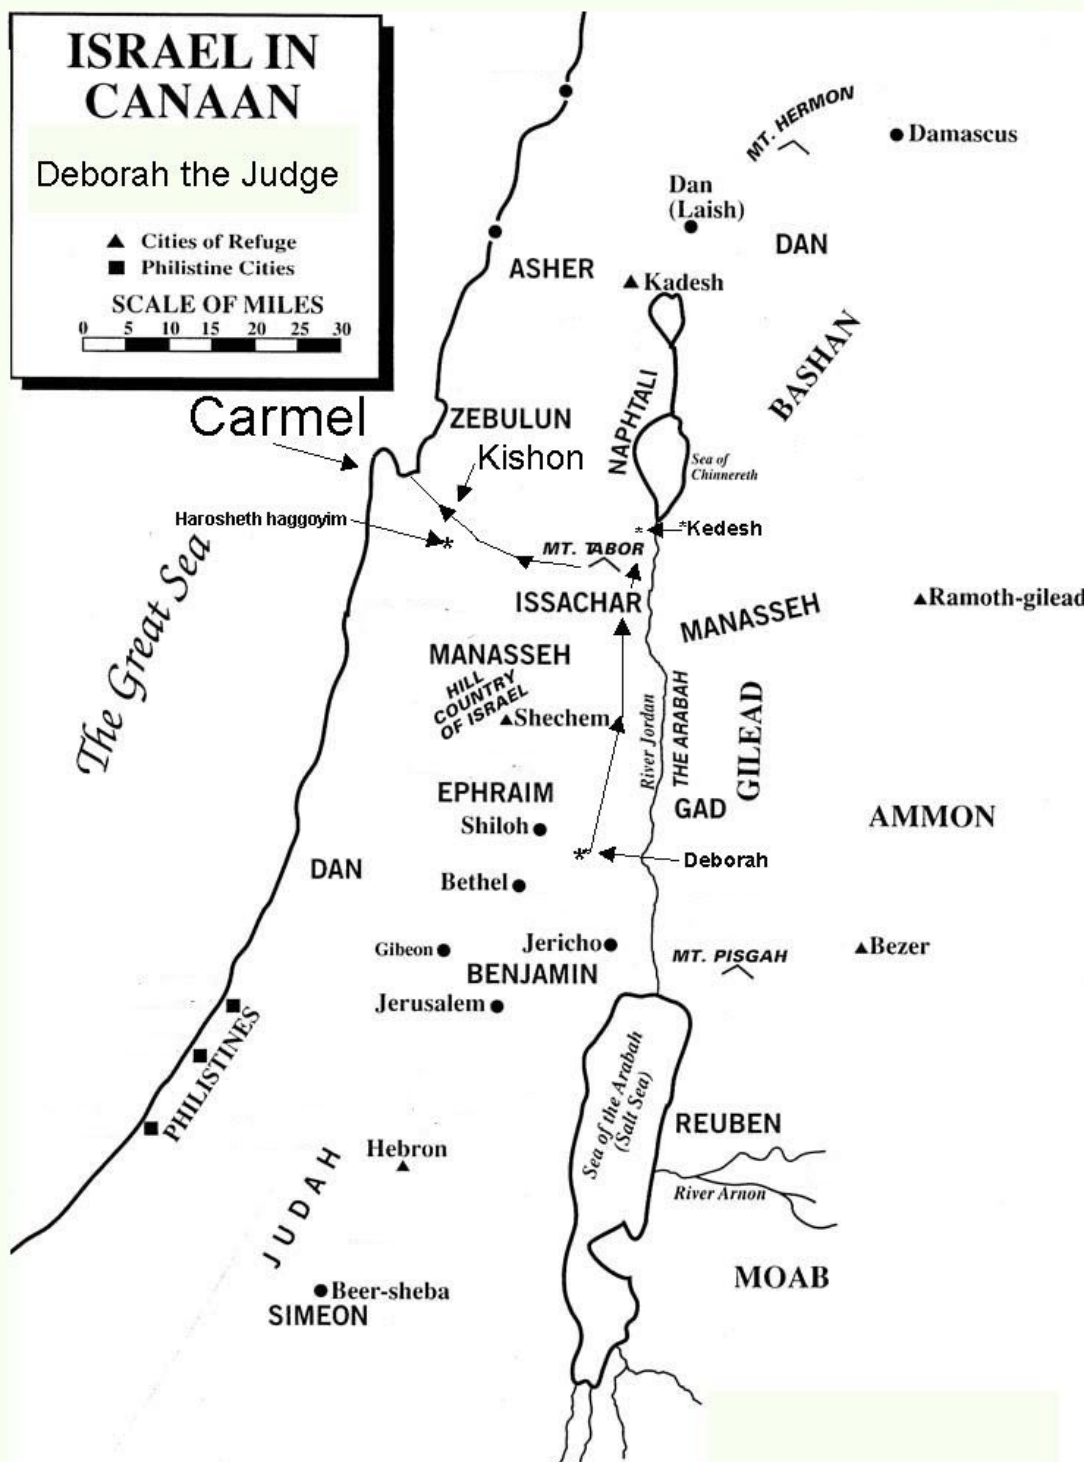 ISRAEL IN
CANAAN
Deborah the Judge
Cities of Refuge
Philistine Cities
SCALE OF MILES
0 5 10 15 20 25 30
MT. HERMON
Damascus
Dan
(Laish)
DAN
ASHER
Kadesh
BASHAN
NAPHTALI
Carmel
ZEBULUN
Kishon
Sea of
Chinnereth
Harosheth haggoyim
*
* *Kedesh
MT. TABOR
The Great Sea
ISSACHAR
MANASSEH
Ramoth-gilead
MANASSEH
HILL
COUNTRY
OF ISRAEL
Shechem
River Jordan
THE ARABAH
GILEAD
EPHRAIM
GAD
AMMON
Shiloh
*
Deborah
DAN
Bethel
Gibeon
Jericho
MT. PISGAH
Bezer
BENJAMIN
Jerusalem
PHILISTINES
Sea of the Arabah
(Salt Sea)
REUBEN
Hebron
River Arnon
JUDAH
MOAB
Beer-sheba
SIMEON